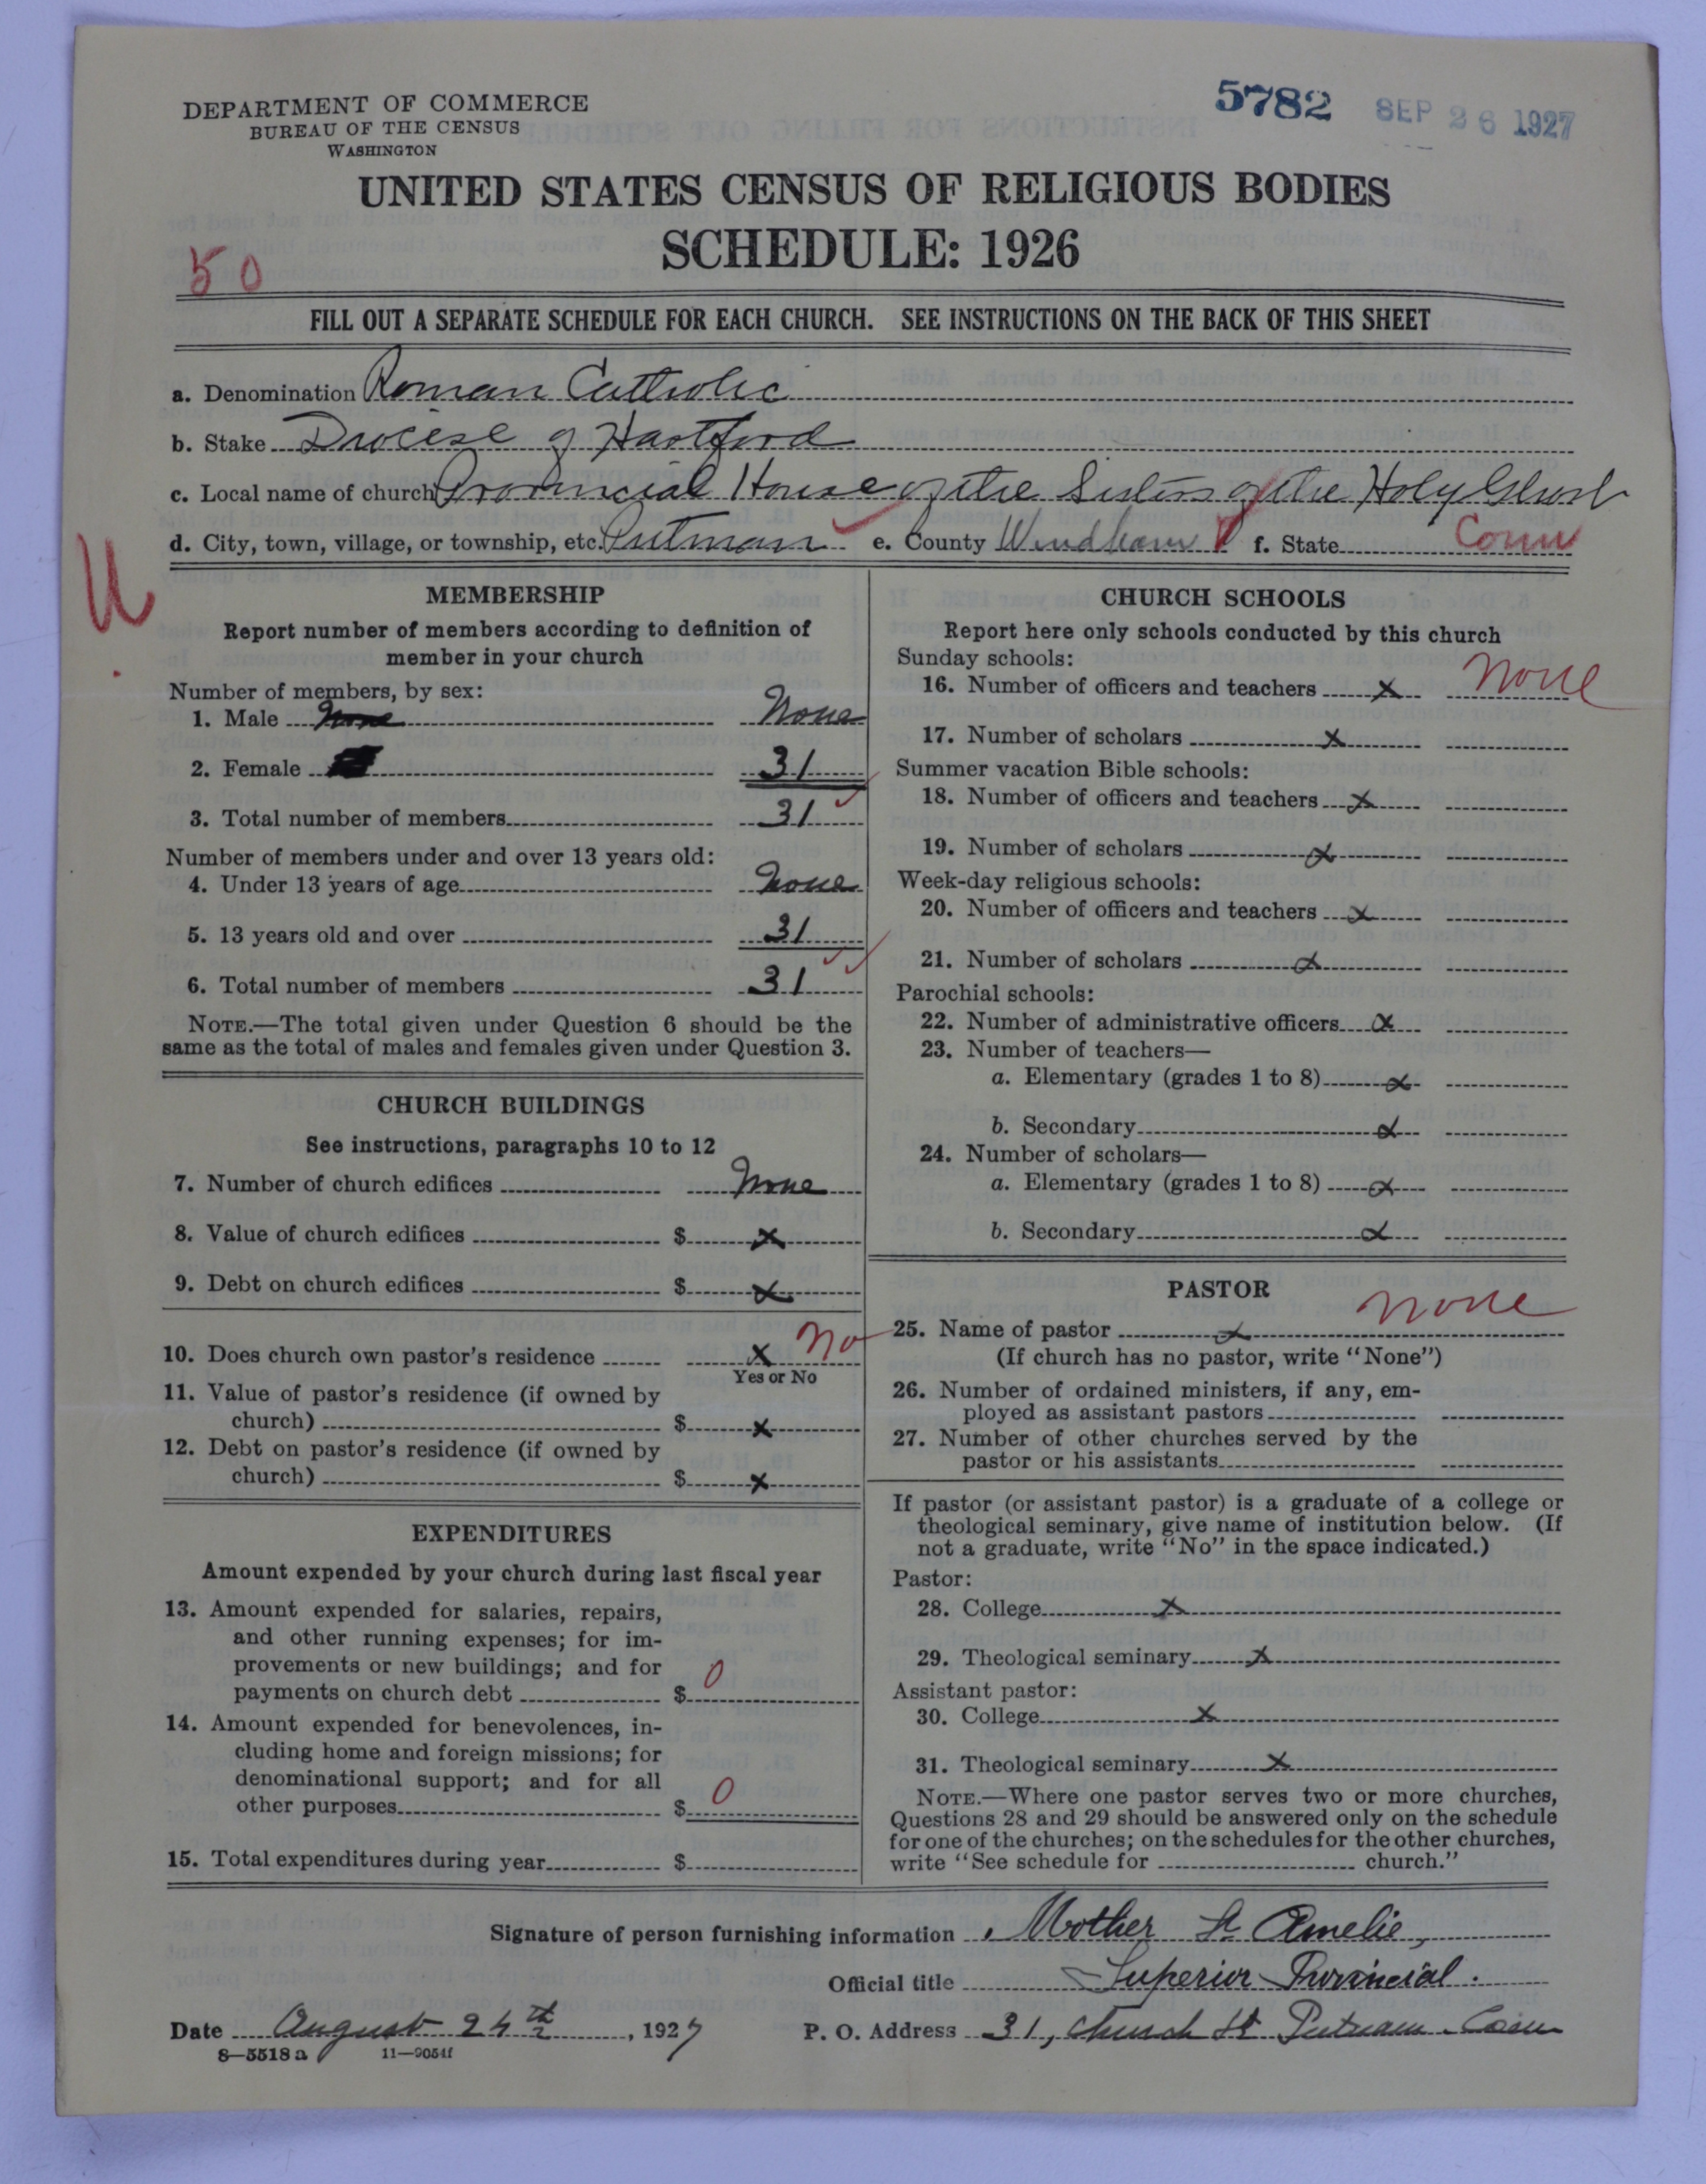 DEPARTMENT OF COMMERCE
BUREAU OF THE CENSUS
WASHINGTON
5782 SEP 26 1927
UNITED STATES CENSUS OF RELIGIOUS BODIES
SCHEDULE: 1926
50
FILL OUT A SEPARATE SCHEDULE FOR EACH CHURCH. SEE INSTRUCTIONS ON THE BACK OF THIS SHEET
a. Denomination Roman Catholic
b. Stake Diocese of Hartford
c. Local name of church Provincial House of the Sisters of the Holy Ghost
d. City, town, village, or township, etc. Putnam e. County Windham f. State Conn
U
MEMBERSHIP
Report number of members according to definition of
member in your church
Number of members, by sex:
1. Male None None
2. Female 31
3. Total number of members 31
Number of members under and over 13 years old:
4. Under 13 years of age None
5. 13 years old and over 31
6. Total number of members 31
NOTE.—The total given under Question 6 should be the
same as the total of males and females given under Question 3.
CHURCH BUILDINGS
See instructions, paragraphs 10 to 12
7. Number of church edifices None
8. Value of church edifices $ x
9. Debt on church edifices $ x
10. Does church own pastor's residence x No
Yes or No
11. Value of pastor's residence (if owned by
church) $ x
12. Debt on pastor's residence (if owned by
church) $ x
EXPENDITURES
Amount expended by your church during last fiscal year
13. Amount expended for salaries, repairs,
and other running expenses; for im-
provements or new buildings; and for
payments on church debt $ 0
14. Amount expended for benevolences, in-
cluding home and foreign missions; for
denominational support; and for all
other purposes $ 0
15. Total expenditures during year $
CHURCH SCHOOLS
Report here only schools conducted by this church
Sunday schools:
16. Number of officers and teachers x None
17. Number of scholars x
Summer vacation Bible schools:
18. Number of officers and teachers x
19. Number of scholars x
Week-day religious schools:
20. Number of officers and teachers x
21. Number of scholars x
Parochial schools:
22. Number of administrative officers x
23. Number of teachers—
a. Elementary (grades 1 to 8) x
b. Secondary x
24. Number of scholars—
a. Elementary (grades 1 to 8) x
b. Secondary x
PASTOR
25. Name of pastor x None
(If church has no pastor, write "None")
26. Number of ordained ministers, if any, em-
ployed as assistant pastors
27. Number of other churches served by the
pastor or his assistants
If pastor (or assistant pastor) is a graduate of a college or
theological seminary, give name of institution below. (If
not a graduate, write "No" in the space indicated.)
Pastor:
28. College x
29. Theological seminary x
Assistant pastor:
30. College x
31. Theological seminary x
NOTE.—Where one pastor serves two or more churches,
Questions 28 and 29 should be answered only on the schedule
for one of the churches; on the schedules for the other churches,
write "See schedule for church."
Signature of person furnishing information Mother St Amelie,
Official title Superior Provincial.
Date August 24th, 1927 P. O. Address 31, Church St Putnam. Conn
8—5518a 11—9054f